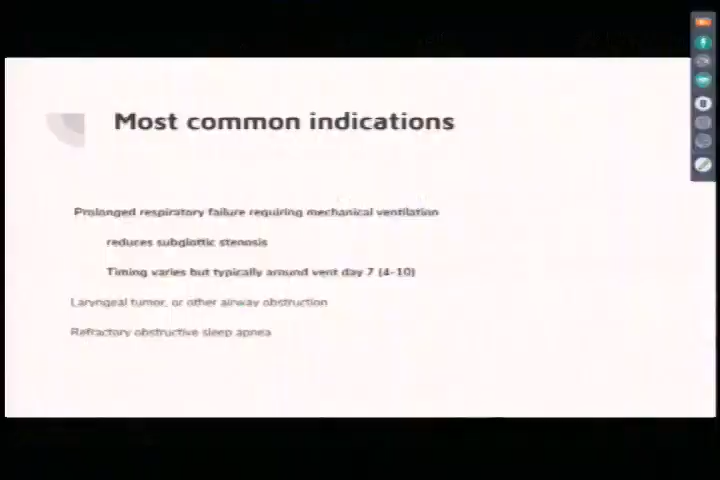 Most common indications
Prolonged respiratory failure requiring mechanical ventilation
reduces subglottic stenosis
Timing varies but typically around vent day 7 (4-10)
Laryngeal tumor, or other airway obstruction
Refractory obstructive sleep apnea